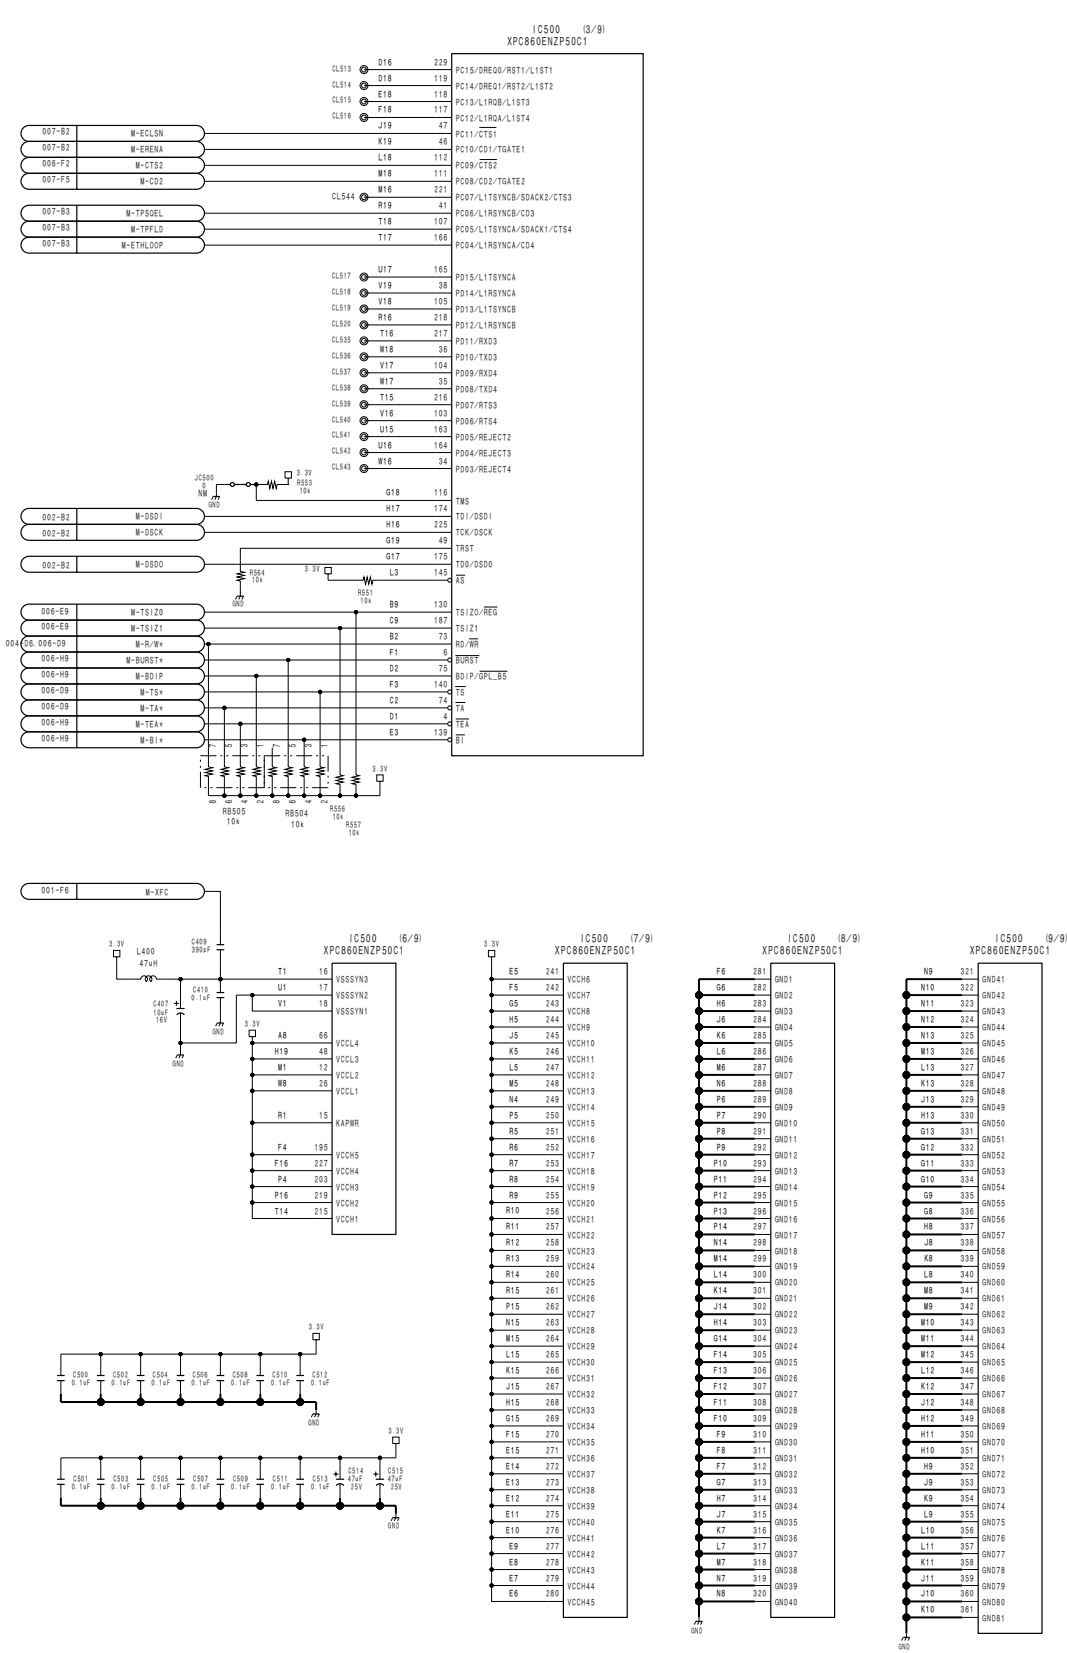 IC500 (3/9)
XPC860ENZP50C1
CL513 D16 229 PC15/DREQ0/RST1/L1ST1
CL514 D18 119 PC14/DREQ1/RST2/L1ST2
CL515 E18 118 PC13/L1RQB/L1ST3
CL516 F18 117 PC12/L1RQA/L1ST4
007-B2 M-ECLSN J19 47 PC11/CTS1
007-B2 M-ERENA K19 46 PC10/CD1/TGATE1
006-F2 M-CTS2 L18 112 PC09/CTS2
007-F5 M-CD2 M18 111 PC08/CD2/TGATE2
CL544 M16 221 PC07/L1TSYNCB/SDACK2/CTS3
007-B3 M-TPSQEL R19 41 PC06/L1RSYNCB/CD3
007-B3 M-TPFLD T18 107 PC05/L1TSYNCA/SDACK1/CTS4
007-B3 M-ETHLOOP T17 166 PC04/L1RSYNCA/CD4
CL517 U17 165 PD15/L1TSYNCA
CL518 V19 38 PD14/L1RSYNCA
CL519 V18 105 PD13/L1TSYNCB
CL520 R16 218 PD12/L1RSYNCB
CL535 T16 217 PD11/RXD3
CL536 W18 36 PD10/TXD3
CL537 V17 104 PD09/RXD4
CL538 W17 35 PD08/TXD4
CL539 T15 216 PD07/RTS3
CL540 V16 103 PD06/RTS4
CL541 U15 163 PD05/REJECT2
CL542 U16 164 PD04/REJECT3
CL543 W16 34 PD03/REJECT4
JC500 0 NM GND 3.3V R553 10k
G18 116 TMS
002-B2 M-DSDI H17 174 TDI/DSDI
002-B2 M-DSCK H16 225 TCK/DSCK
G19 49 TRST
002-B2 M-DSDO G17 175 TDO/DSDO
R564 10k GND 3.3V R551 10k L3 145 AS
006-E9 M-TSIZ0 B9 130 TSIZ0/REG
006-E9 M-TSIZ1 C9 187 TSIZ1
004-D6, 006-D9 M-R/W* B2 73 RD/WR
006-H9 M-BURST* F1 6 BURST
006-H9 M-BDIP D2 75 BDIP/GPL_B5
006-D9 M-TS* F3 140 TS
006-D9 M-TA* C2 74 TA
006-H9 M-TEA* D1 4 TEA
006-H9 M-BI* E3 139 BI
7 5 3 1 7 5 3 1
3.3V
8 6 4 2 8 6 4 2
RB505 10k RB504 10k R556 10k R557 10k
001-F6 M-XFC
IC500 (6/9)
XPC860ENZP50C1
3.3V L400 47uH C409 390pF
C407 10uF 16V GND C410 0.1uF GND 3.3V
T1 16 VSSSYN3
U1 17 VSSSYN2
V1 18 VSSSYN1
A8 66 VCCL4
H19 48 VCCL3
M1 12 VCCL2
W8 26 VCCL1
R1 15 KAPWR
F4 195 VCCH5
F16 227 VCCH4
P4 203 VCCH3
P16 219 VCCH2
T14 215 VCCH1
3.3V
C500 0.1uF C502 0.1uF C504 0.1uF C506 0.1uF C508 0.1uF C510 0.1uF C512 0.1uF
GND
3.3V
C501 0.1uF C503 0.1uF C505 0.1uF C507 0.1uF C509 0.1uF C511 0.1uF C513 0.1uF C514 47uF 25V C515 47uF 25V
GND
IC500 (7/9)
XPC860ENZP50C1
3.3V
E5 241 VCCH6
F5 242 VCCH7
G5 243 VCCH8
H5 244 VCCH9
J5 245 VCCH10
K5 246 VCCH11
L5 247 VCCH12
M5 248 VCCH13
N4 249 VCCH14
P5 250 VCCH15
R5 251 VCCH16
R6 252 VCCH17
R7 253 VCCH18
R8 254 VCCH19
R9 255 VCCH20
R10 256 VCCH21
R11 257 VCCH22
R12 258 VCCH23
R13 259 VCCH24
R14 260 VCCH25
R15 261 VCCH26
P15 262 VCCH27
N15 263 VCCH28
M15 264 VCCH29
L15 265 VCCH30
K15 266 VCCH31
J15 267 VCCH32
H15 268 VCCH33
G15 269 VCCH34
F15 270 VCCH35
E15 271 VCCH36
E14 272 VCCH37
E13 273 VCCH38
E12 274 VCCH39
E11 275 VCCH40
E10 276 VCCH41
E9 277 VCCH42
E8 278 VCCH43
E7 279 VCCH44
E6 280 VCCH45
IC500 (8/9)
XPC860ENZP50C1
F6 281 GND1
G6 282 GND2
H6 283 GND3
J6 284 GND4
K6 285 GND5
L6 286 GND6
M6 287 GND7
N6 288 GND8
P6 289 GND9
P7 290 GND10
P8 291 GND11
P9 292 GND12
P10 293 GND13
P11 294 GND14
P12 295 GND15
P13 296 GND16
P14 297 GND17
N14 298 GND18
M14 299 GND19
L14 300 GND20
K14 301 GND21
J14 302 GND22
H14 303 GND23
G14 304 GND24
F14 305 GND25
F13 306 GND26
F12 307 GND27
F11 308 GND28
F10 309 GND29
F9 310 GND30
F8 311 GND31
F7 312 GND32
G7 313 GND33
H7 314 GND34
J7 315 GND35
K7 316 GND36
L7 317 GND37
M7 318 GND38
N7 319 GND39
N8 320 GND40
GND
IC500 (9/9)
XPC860ENZP50C1
N9 321 GND41
N10 322 GND42
N11 323 GND43
N12 324 GND44
N13 325 GND45
M13 326 GND46
L13 327 GND47
K13 328 GND48
J13 329 GND49
H13 330 GND50
G13 331 GND51
G12 332 GND52
G11 333 GND53
G10 334 GND54
G9 335 GND55
G8 336 GND56
H8 337 GND57
J8 338 GND58
K8 339 GND59
L8 340 GND60
M8 341 GND61
M9 342 GND62
M10 343 GND63
M11 344 GND64
M12 345 GND65
L12 346 GND66
K12 347 GND67
J12 348 GND68
H12 349 GND69
H11 350 GND70
H10 351 GND71
H9 352 GND72
J9 353 GND73
K9 354 GND74
L9 355 GND75
L10 356 GND76
L11 357 GND77
K11 358 GND78
J11 359 GND79
J10 360 GND80
K10 361 GND81
GND